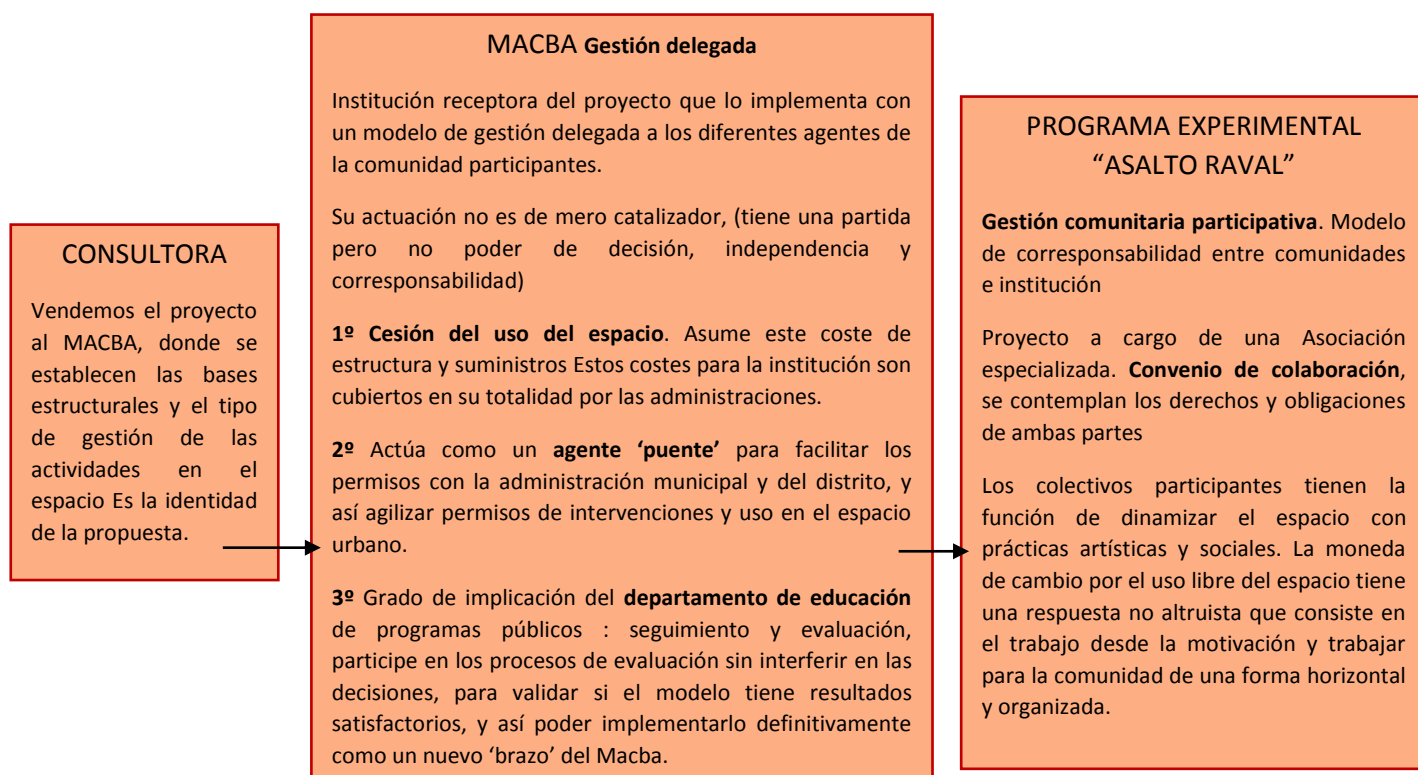 CONSULTORA
Vendemos el proyecto
al MACBA, donde se
establecen las bases
estructurales y el tipo
de gestión de las
actividades en el
espacio Es la identidad
de la propuesta.
MACBA Gestión delegada
Institución receptora del proyecto que lo implementa con
un modelo de gestión delegada a los diferentes agentes de
la comunidad participantes.
Su actuación no es de mero catalizador, (tiene una partida
pero no poder de decisión, independencia y
corresponsabilidad)
1º Cesión del uso del espacio. Asume este coste de
estructura y suministros Estos costes para la institución son
cubiertos en su totalidad por las administraciones.
2º Actúa como un agente ‘puente’ para facilitar los
permisos con la administración municipal y del distrito, y
así agilizar permisos de intervenciones y uso en el espacio
urbano.
3º Grado de implicación del departamento de educación
de programas públicos : seguimiento y evaluación,
participe en los procesos de evaluación sin interferir en las
decisiones, para validar si el modelo tiene resultados
satisfactorios, y así poder implementarlo definitivamente
como un nuevo ‘brazo’ del Macba.
PROGRAMA EXPERIMENTAL
“ASALTO RAVAL”
Gestión comunitaria participativa. Modelo
de corresponsabilidad entre comunidades
e institución
Proyecto a cargo de una Asociación
especializada. Convenio de colaboración,
se contemplan los derechos y obligaciones
de ambas partes
Los colectivos participantes tienen la
función de dinamizar el espacio con
prácticas artísticas y sociales. La moneda
de cambio por el uso libre del espacio tiene
una respuesta no altruista que consiste en
el trabajo desde la motivación y trabajar
para la comunidad de una forma horizontal
y organizada.